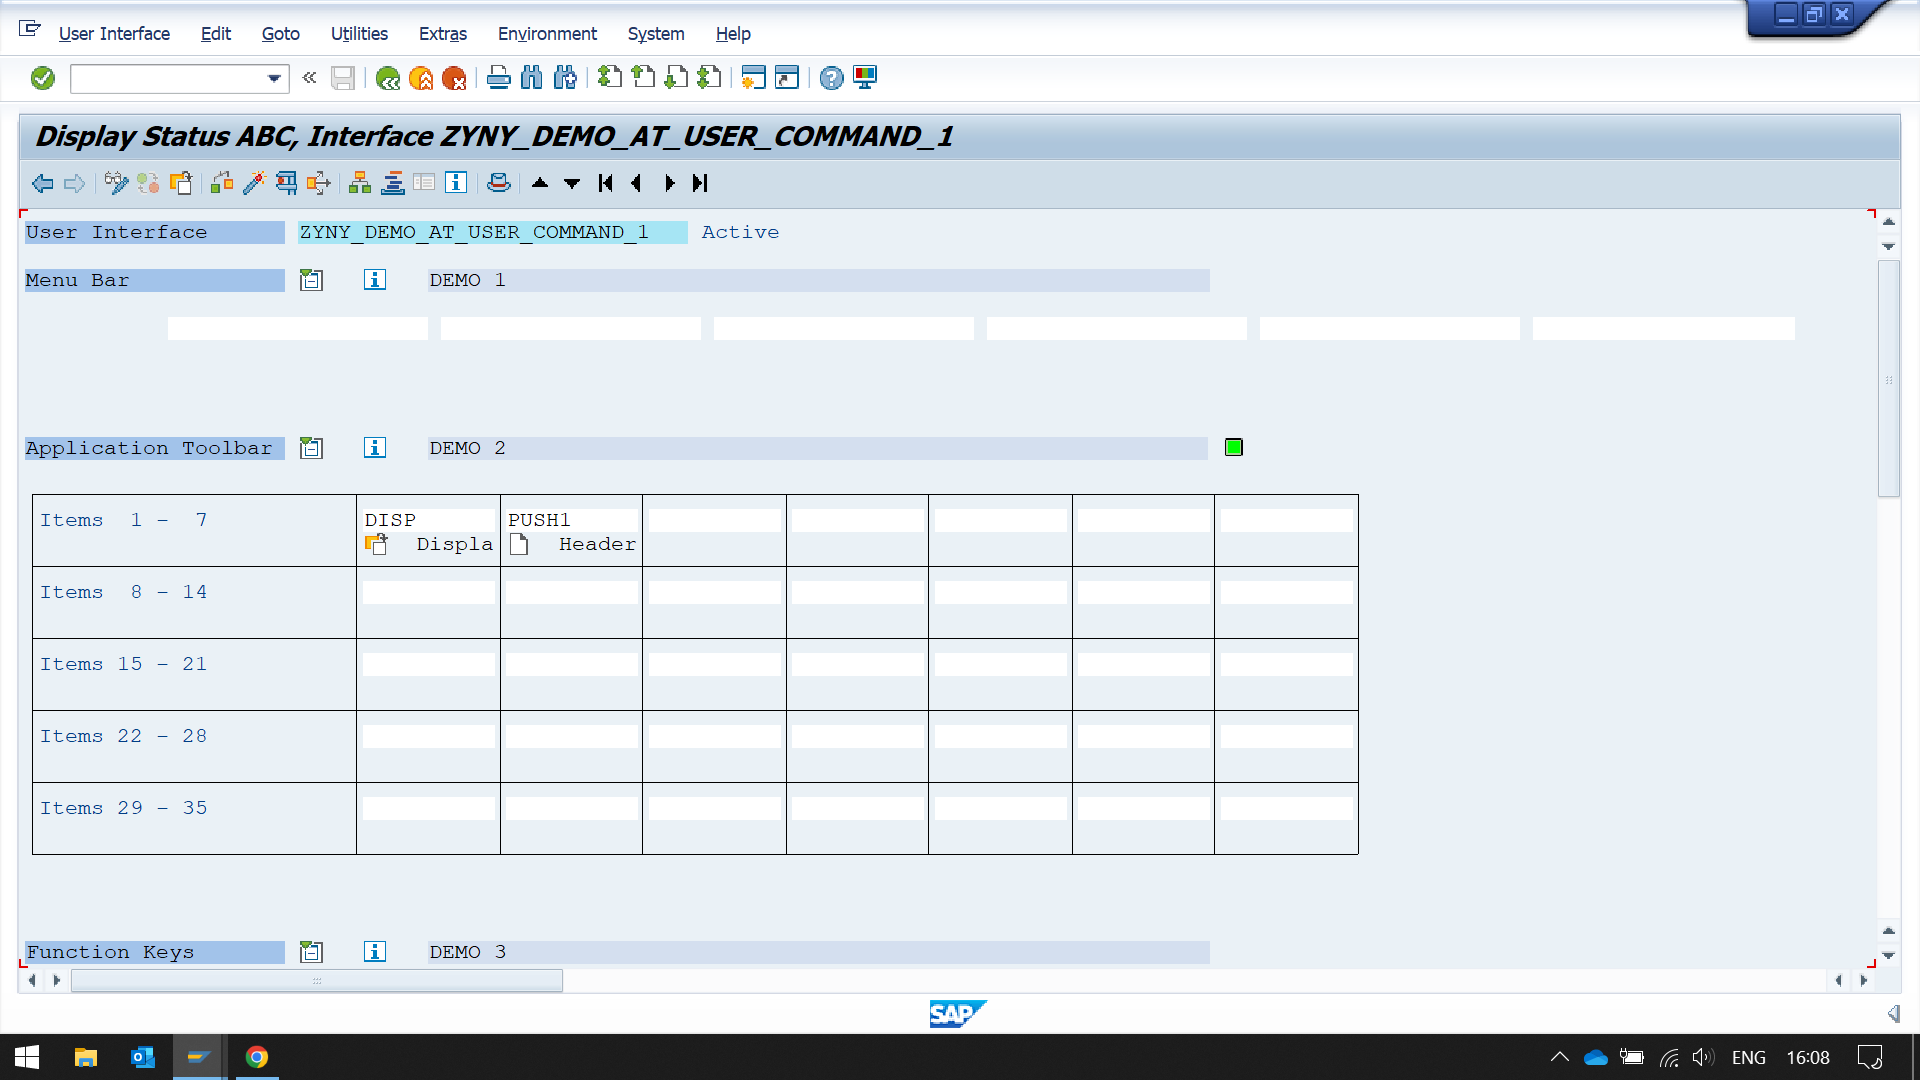 User Interface Edit Goto Utilities Extras Environment System Help
Display Status ABC, Interface ZYNY_DEMO_AT_USER_COMMAND_1
User Interface ZYNY_DEMO_AT_USER_COMMAND_1 Active
Menu Bar DEMO 1
Application Toolbar DEMO 2
Items 1 - 7 DISP PUSH1
Displa Header
Items 8 - 14
Items 15 - 21
Items 22 - 28
Items 29 - 35
Function Keys DEMO 3
SAP
ENG 16:08